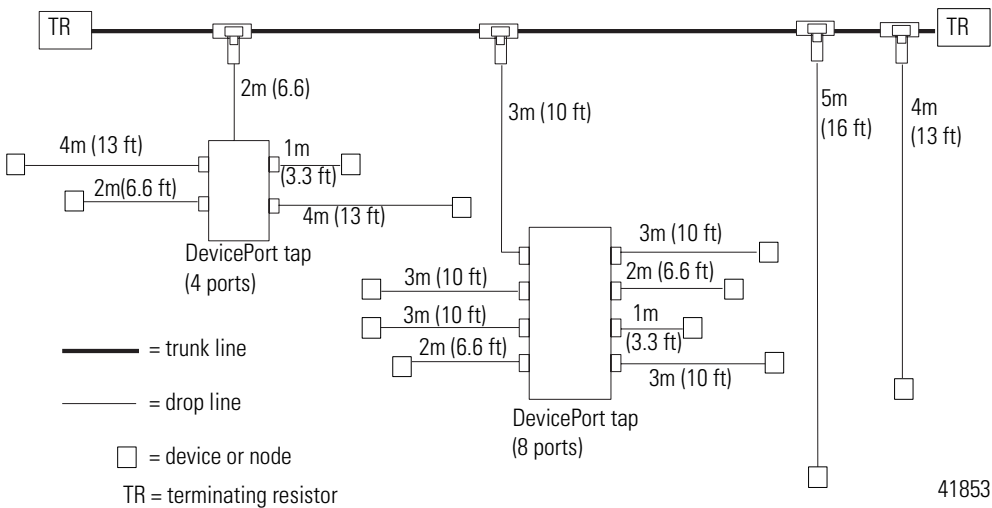 TR
TR
2m (6.6)
3m (10 ft)
5m
(16 ft)
4m
(13 ft)
4m (13 ft)
1m
(3.3 ft)
2m(6.6 ft)
4m (13 ft)
DevicePort tap
(4 ports)
3m (10 ft)
2m (6.6 ft)
3m (10 ft)
3m (10 ft)
1m
(3.3 ft)
2m (6.6 ft)
3m (10 ft)
DevicePort tap
(8 ports)
= trunk line
= drop line
= device or node
TR = terminating resistor
41853